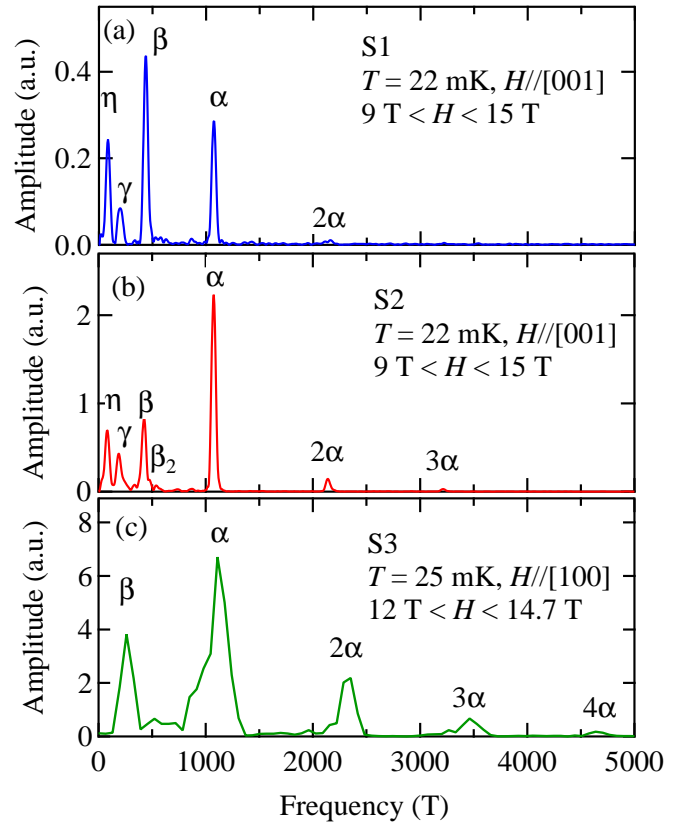 (a)
S1
T = 22 mK, H//[001]
9 T < H < 15 T
η
γ
β
α
2α
Amplitude (a.u.)
0.4
0.2
0.0
(b)
S2
T = 22 mK, H//[001]
9 T < H < 15 T
η
γ
β
β₂
α
2α
3α
Amplitude (a.u.)
2
1
0
(c)
S3
T = 25 mK, H//[100]
12 T < H < 14.7 T
β
α
2α
3α
4α
Amplitude (a.u.)
8
6
4
2
0
0 1000 2000 3000 4000 5000
Frequency (T)